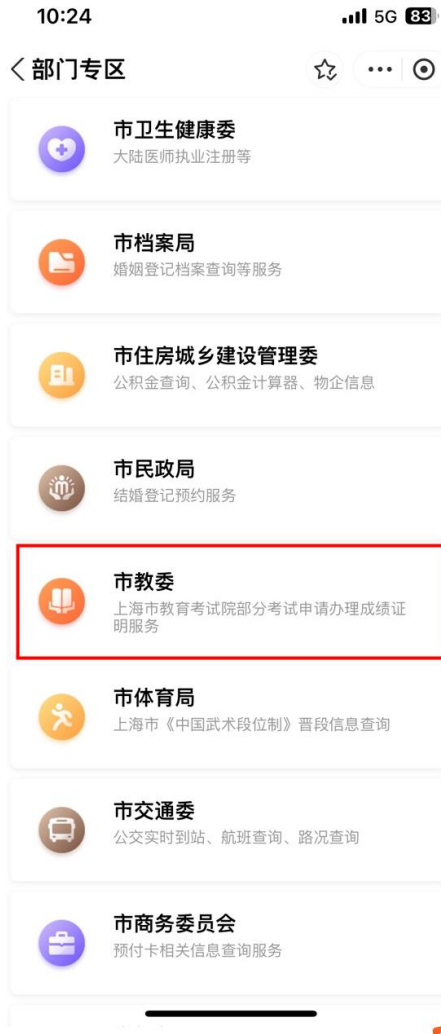 10:24
5G 83
部门专区
市卫生健康委
大陆医师执业注册等
市档案局
婚姻登记档案查询等服务
市住房城乡建设管理委
公积金查询、公积金计算器、物企信息
市民政局
结婚登记预约服务
市教委
上海市教育考试院部分考试申请办理成绩证
明服务
市体育局
上海市《中国武术段位制》晋段信息查询
市交通委
公交实时到站、航班查询、路况查询
市商务委员会
预付卡相关信息查询服务